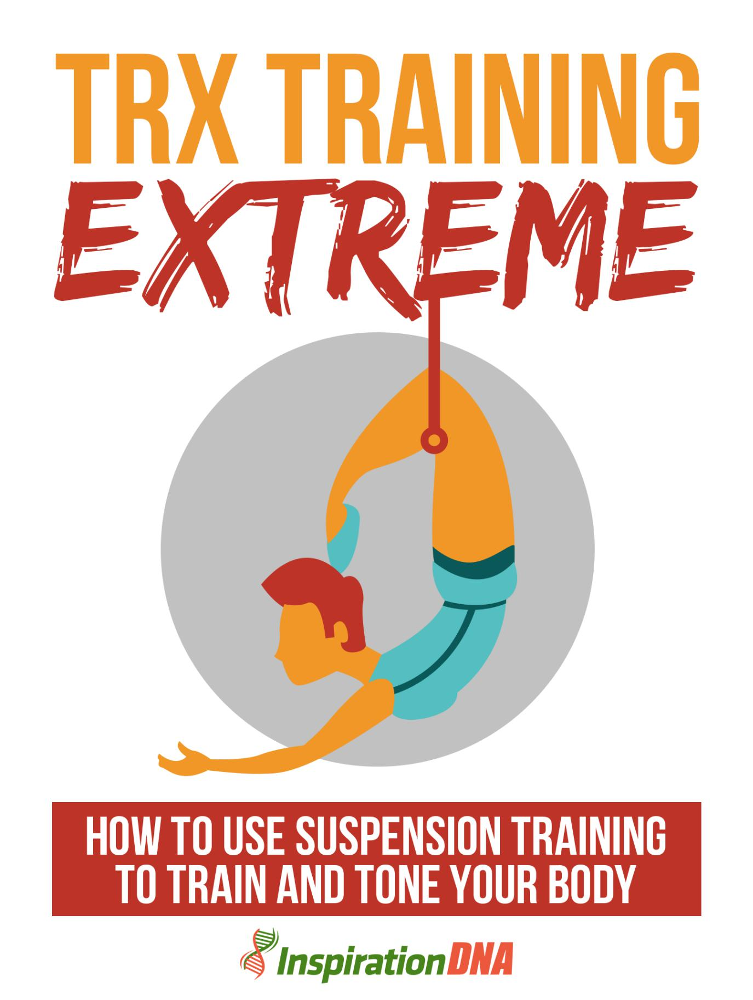 TRX TRAINING
EXTREME
HOW TO USE SUSPENSION TRAINING
TO TRAIN AND TONE YOUR BODY
InspirationDNA